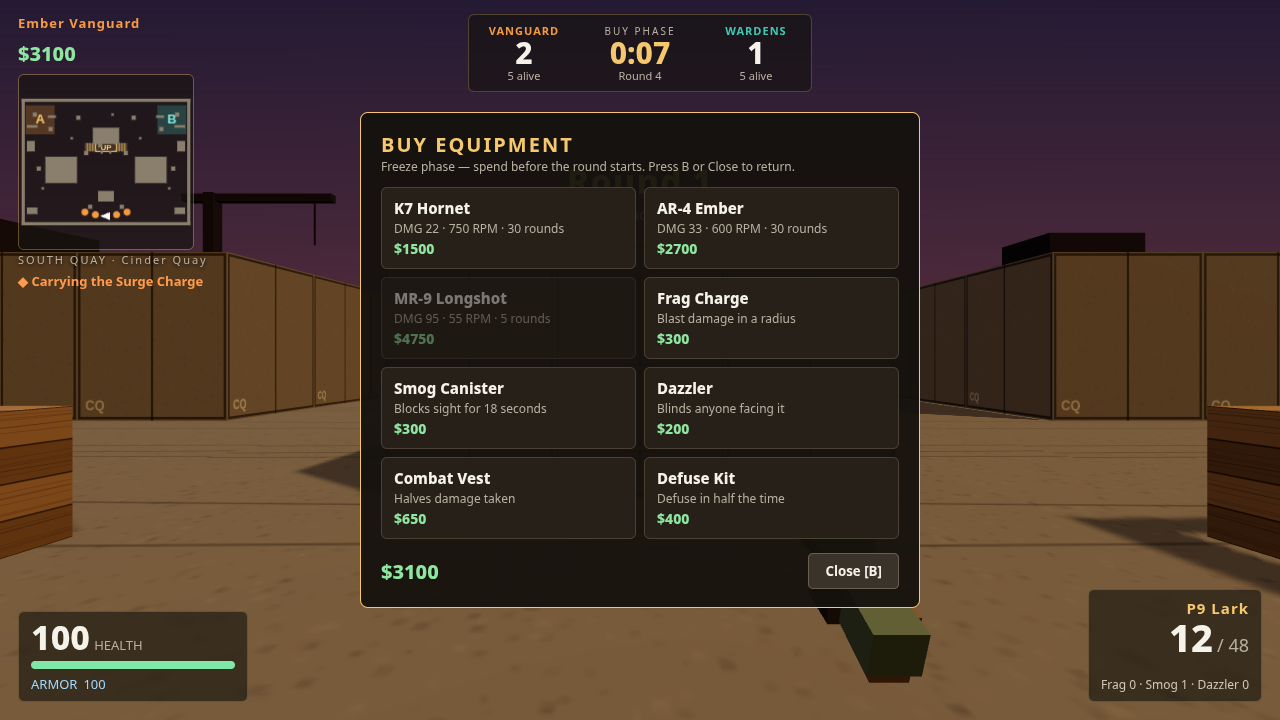 Ember Vanguard
$3100
A
B
UP
SOUTH QUAY · Cinder Quay
◆ Carrying the Surge Charge
VANGUARD
2
5 alive
BUY PHASE
0:07
Round 4
WARDENS
1
5 alive
BUY EQUIPMENT
Freeze phase — spend before the round starts. Press B or Close to return.
Round 1
K7 Hornet
DMG 22 · 750 RPM · 30 rounds
$1500
AR-4 Ember
DMG 33 · 600 RPM · 30 rounds
$2700
MR-9 Longshot
DMG 95 · 55 RPM · 5 rounds
$4750
Frag Charge
Blast damage in a radius
$300
Smog Canister
Blocks sight for 18 seconds
$300
Dazzler
Blinds anyone facing it
$200
Combat Vest
Halves damage taken
$650
Defuse Kit
Defuse in half the time
$400
$3100
Close [B]
CQ
CQ
CQ
CQ
CQ
CQ
100 HEALTH
ARMOR 100
P9 Lark
12 / 48
Frag 0 · Smog 1 · Dazzler 0